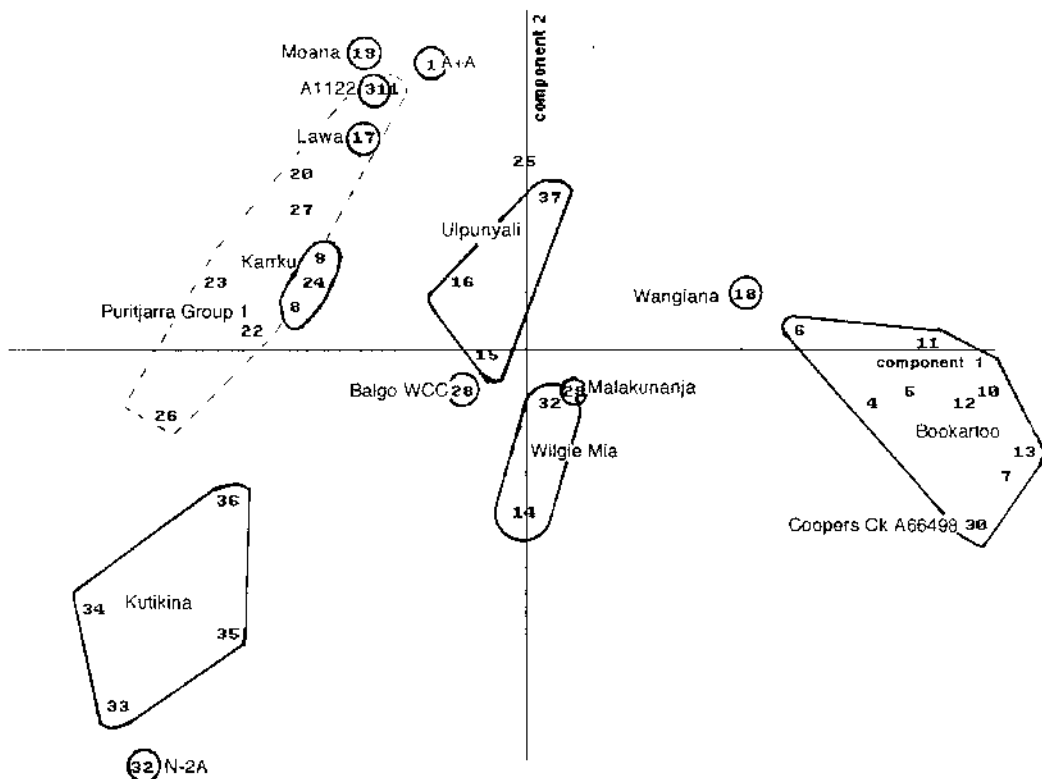 component 2
Moana 19
1 A+A
A1122 311
Lawa 17
25
20
37
27
Ulpunyali
Karrku 9
23 24 16
Wangiana 18
Puritjarra Group 1 8
22 6
11
15
component 1
Balgo WCC 28 32 29 Malakunanja
4 5 12 10
26
Bookartoo
Wilgie Mia
13
7
36
14
Coopers Ck A66498 30
34 Kutikina
35
33
32 N-2A